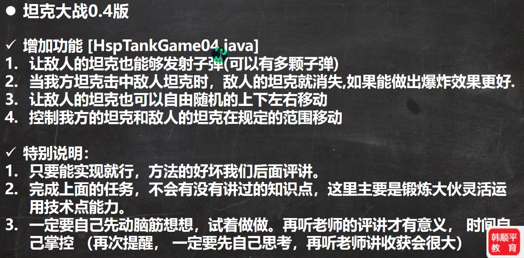 ● 坦克大战0.4版
✓ 增加功能 [HspTankGame04.java]
1. 让敌人的坦克也能够发射子弹(可以有多颗子弹)
2. 当我方坦克击中敌人坦克时，敌人的坦克就消失,如果能做出爆炸效果更好.
3. 让敌人的坦克也可以自由随机的上下左右移动
4. 控制我方的坦克和敌人的坦克在规定的范围移动
✓ 特别说明：
1. 只要能实现就行，方法的好坏我们后面评讲。
2. 完成上面的任务，不会有没有讲过的知识点，这里主要是锻炼大伙灵活运
用技术点能力。
3. 一定要自己先动脑筋想想，试着做做。再听老师的评讲才有意义， 时间自
己掌控 （再次提醒， 一定要先自己思考，再听老师讲收获会很大）
韩顺平
教育